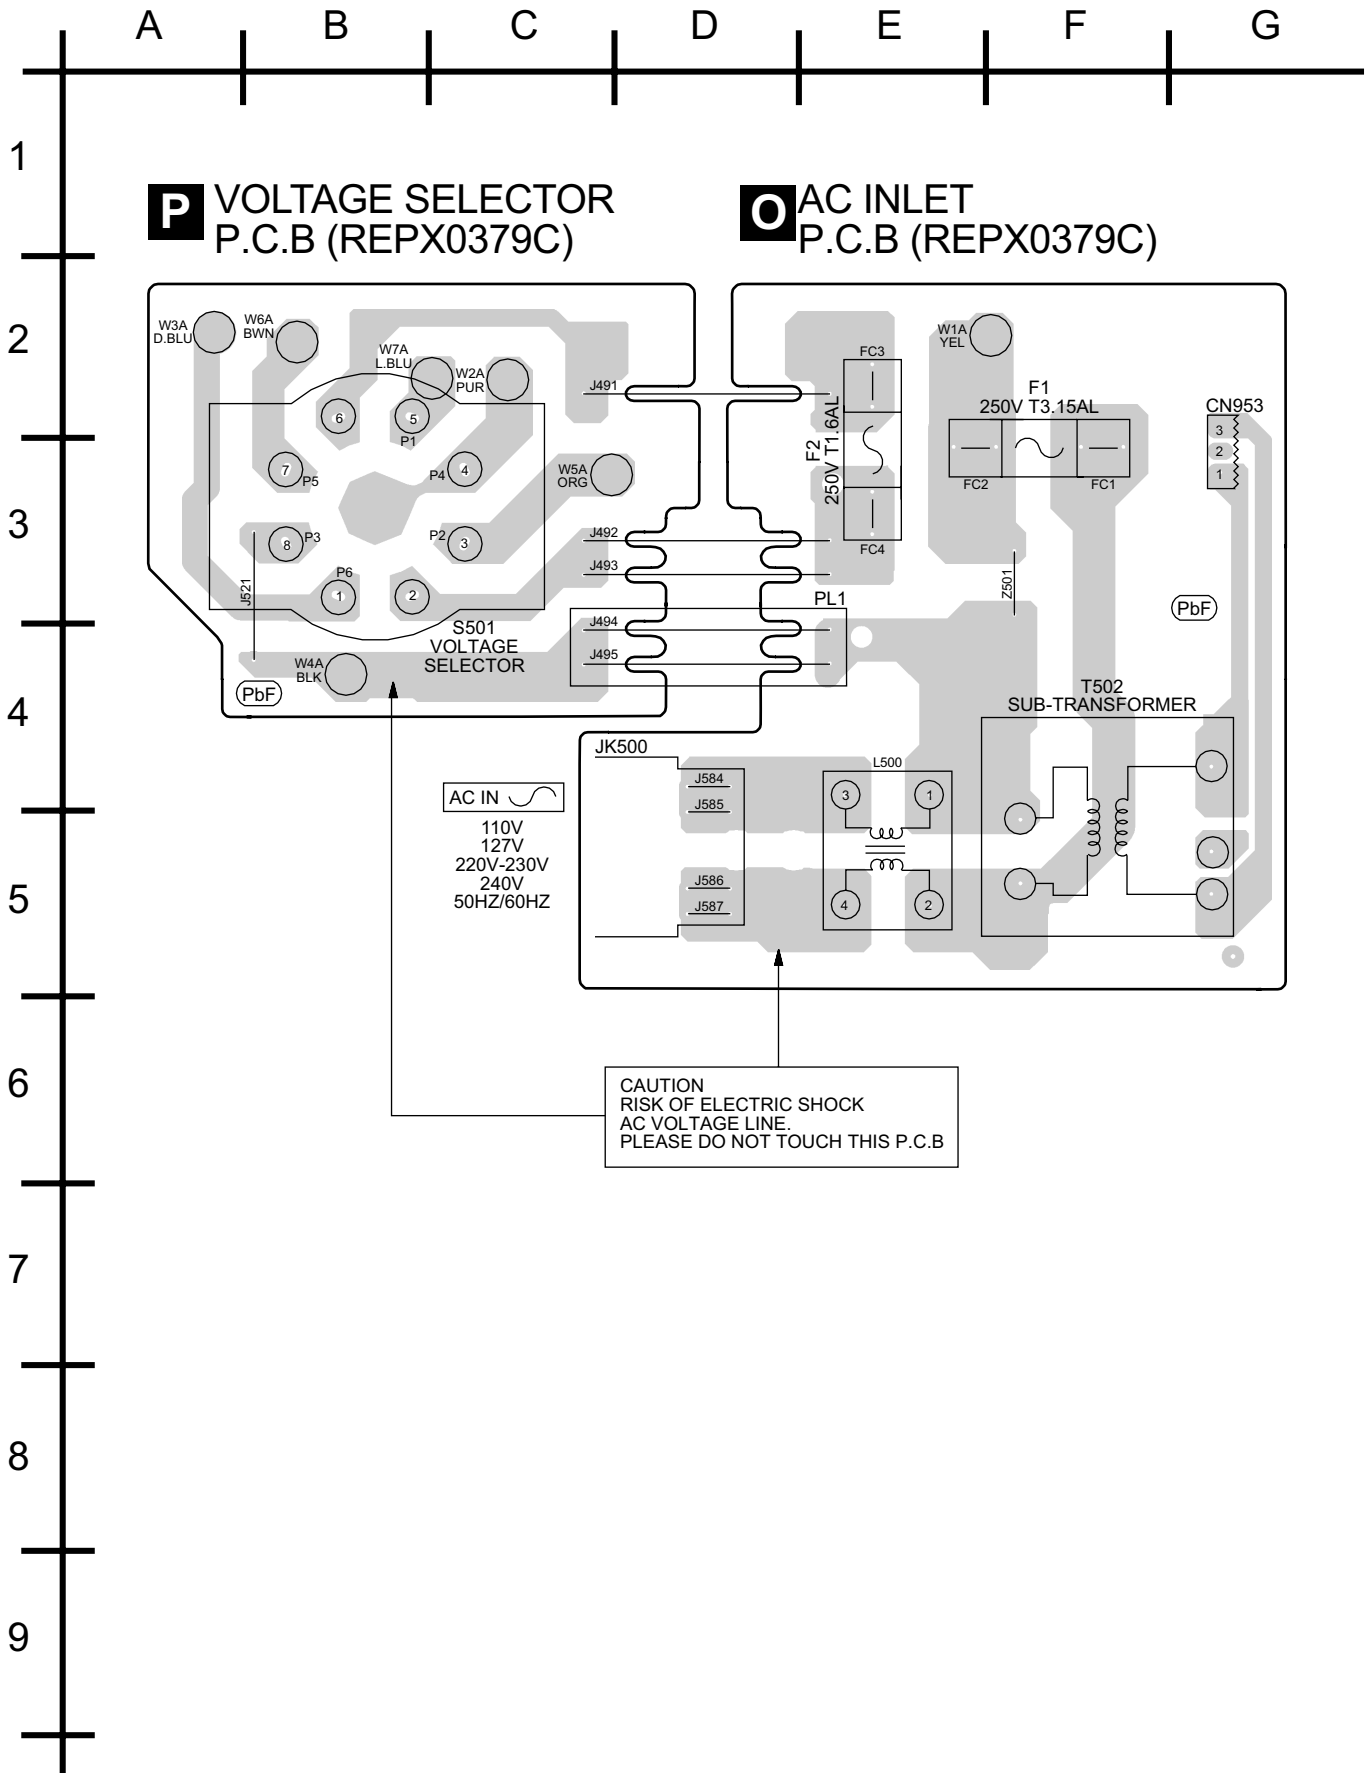 A B C D E F G
1
P VOLTAGE SELECTOR
P.C.B (REPX0379C)
O AC INLET
P.C.B (REPX0379C)
2
W3A
D.BLU
W6A
BWN
W7A
L.BLU
W2A
PUR
J491
6
5
P1
7
P5
P4
4
W5A
ORG
8
P3
P2
3
J492
J493
J521
P6
1
2
S501
VOLTAGE
SELECTOR
J494
J495
W4A
BLK
PbF
FC3
F2
250V T1.6AL
FC4
PL1
W1A
YEL
F1
250V T3.15AL
FC2
FC1
CN953
3
2
1
Z501
PbF
3
4
T502
SUB-TRANSFORMER
JK500
J584
J585
J586
J587
L500
3
1
4
2
AC IN
110V
127V
220V-230V
240V
50HZ/60HZ
5
6
CAUTION
RISK OF ELECTRIC SHOCK
AC VOLTAGE LINE.
PLEASE DO NOT TOUCH THIS P.C.B
7
8
9